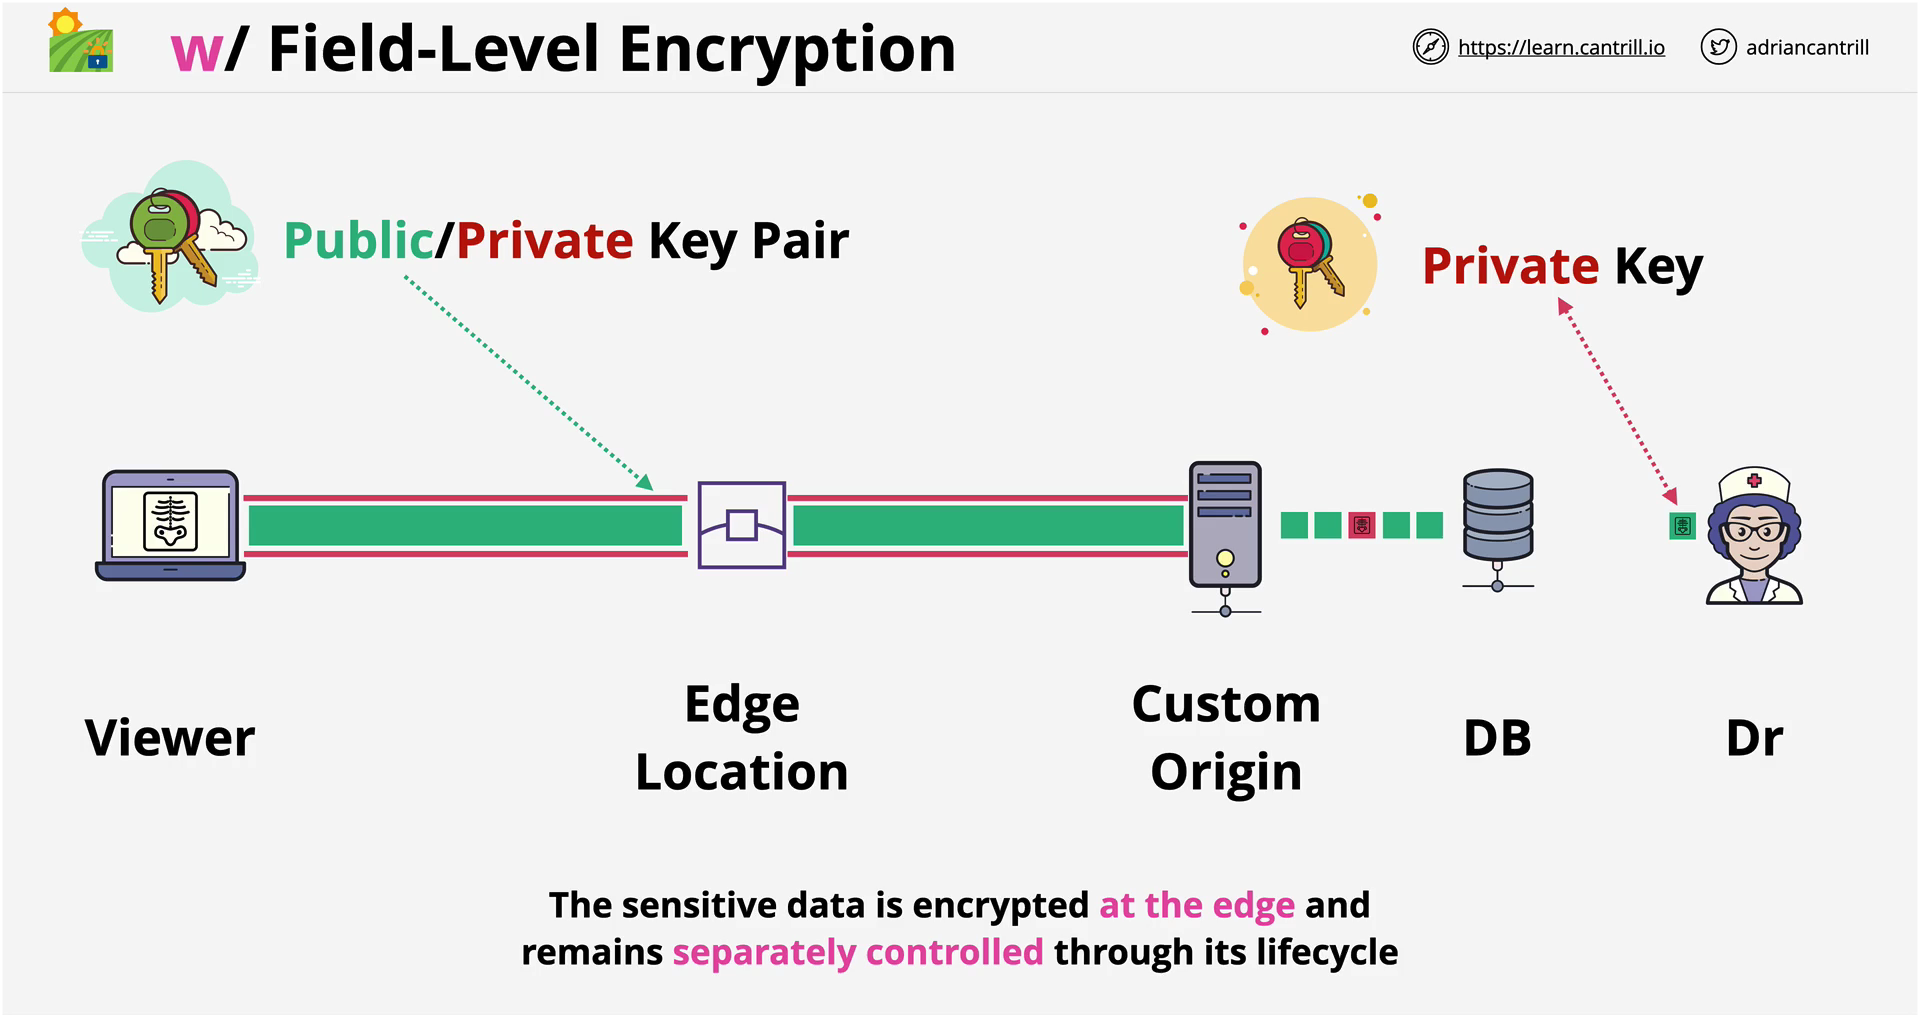 w/ Field-Level Encryption
https://learn.cantrill.io
adriancantrill
Public/Private Key Pair
Private Key
Viewer
Edge
Location
Custom
Origin
DB
Dr
The sensitive data is encrypted at the edge and
remains separately controlled through its lifecycle